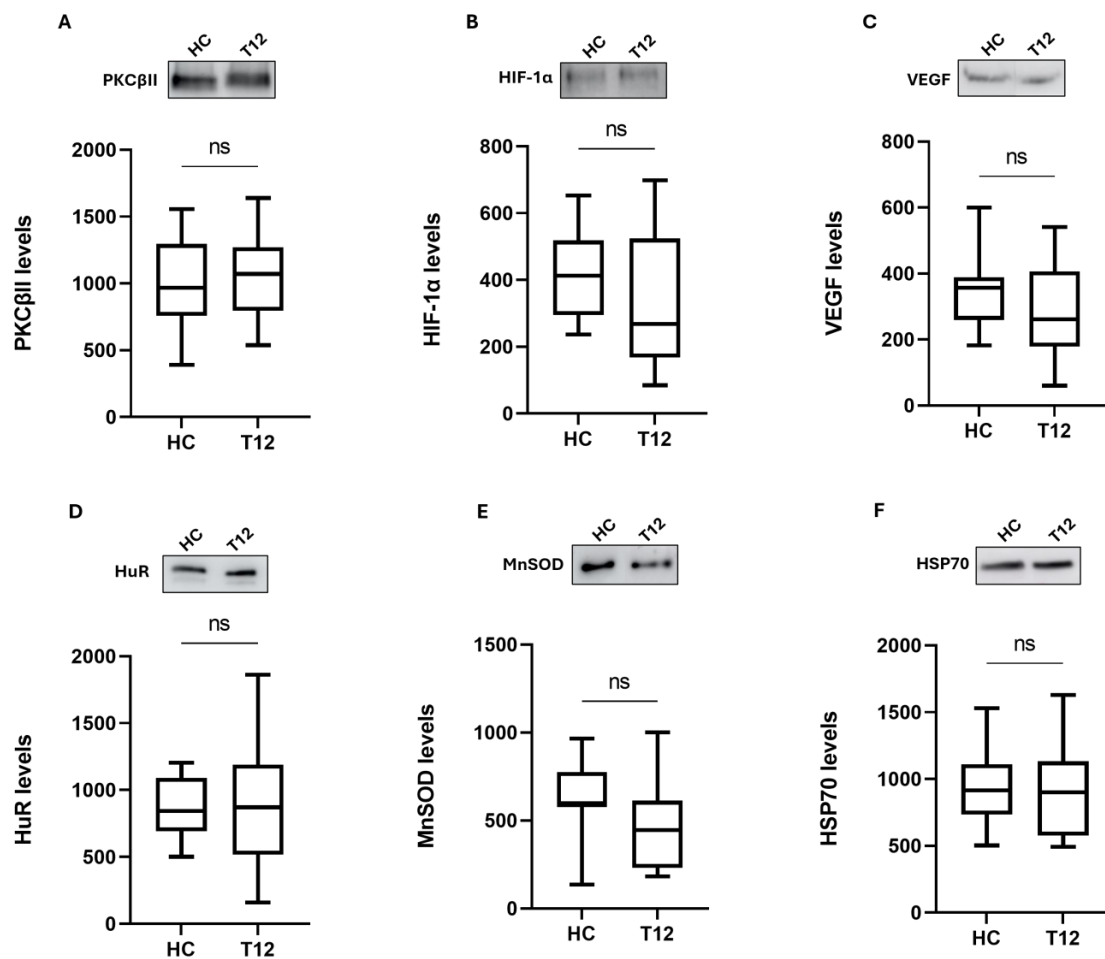 A
HC T12
PKCβII
ns
2000
1500
1000
500
0
PKCβII levels
HC T12
B
HC T12
HIF-1α
ns
800
600
400
200
0
HIF-1α levels
HC T12
C
HC T12
VEGF
ns
800
600
400
200
0
VEGF levels
HC T12
D
HC T12
HuR
ns
2000
1500
1000
500
0
HuR levels
HC T12
E
HC T12
MnSOD
ns
1500
1000
500
0
MnSOD levels
HC T12
F
HC T12
HSP70
ns
2000
1500
1000
500
0
HSP70 levels
HC T12